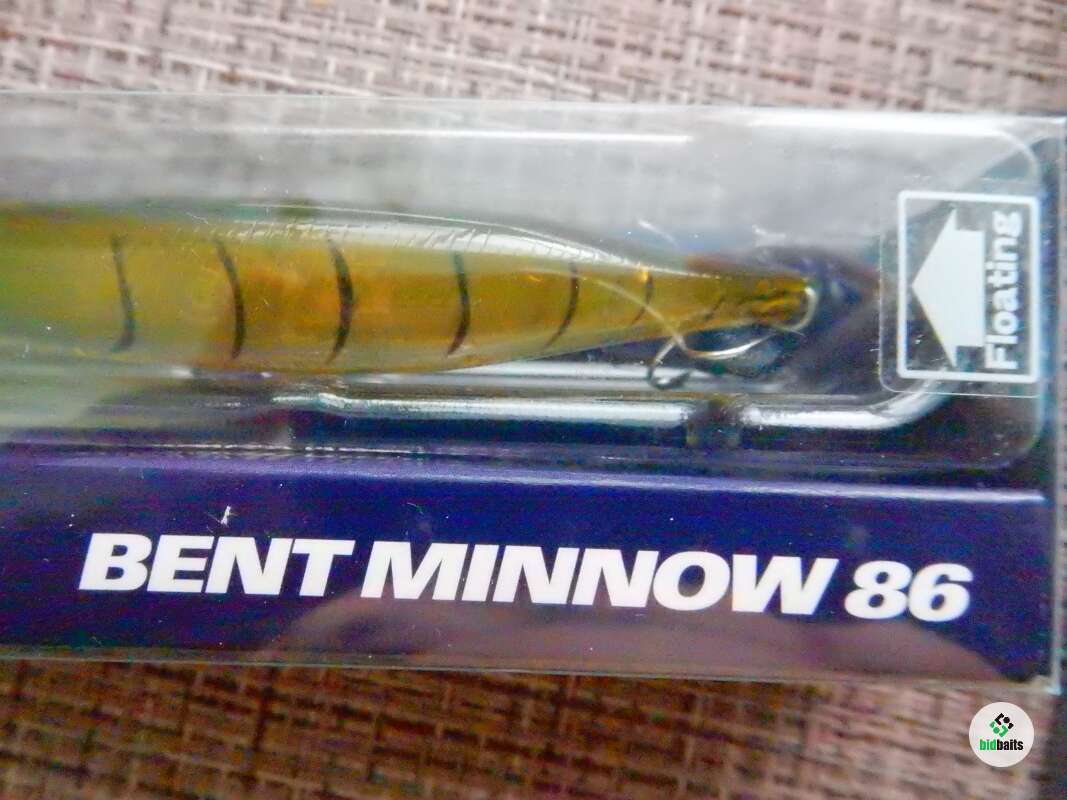 Floating
BENT MINNOW 86
bidbaits